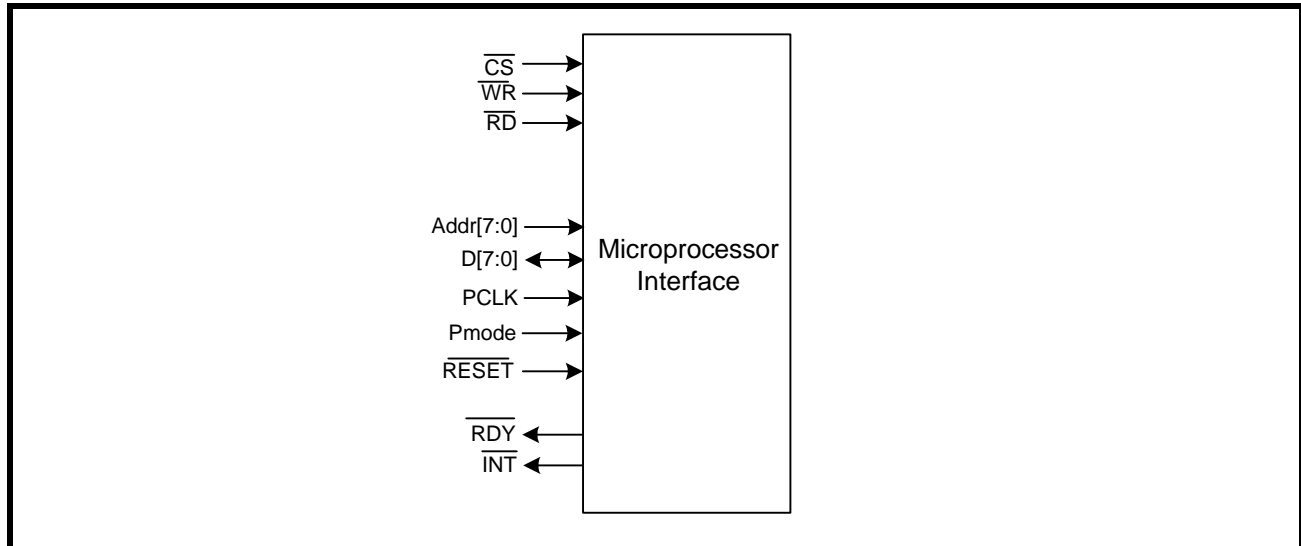 CS
WR
RD
Addr[7:0]
D[7:0]
PCLK
Pmode
RESET
RDY
INT
Microprocessor
Interface